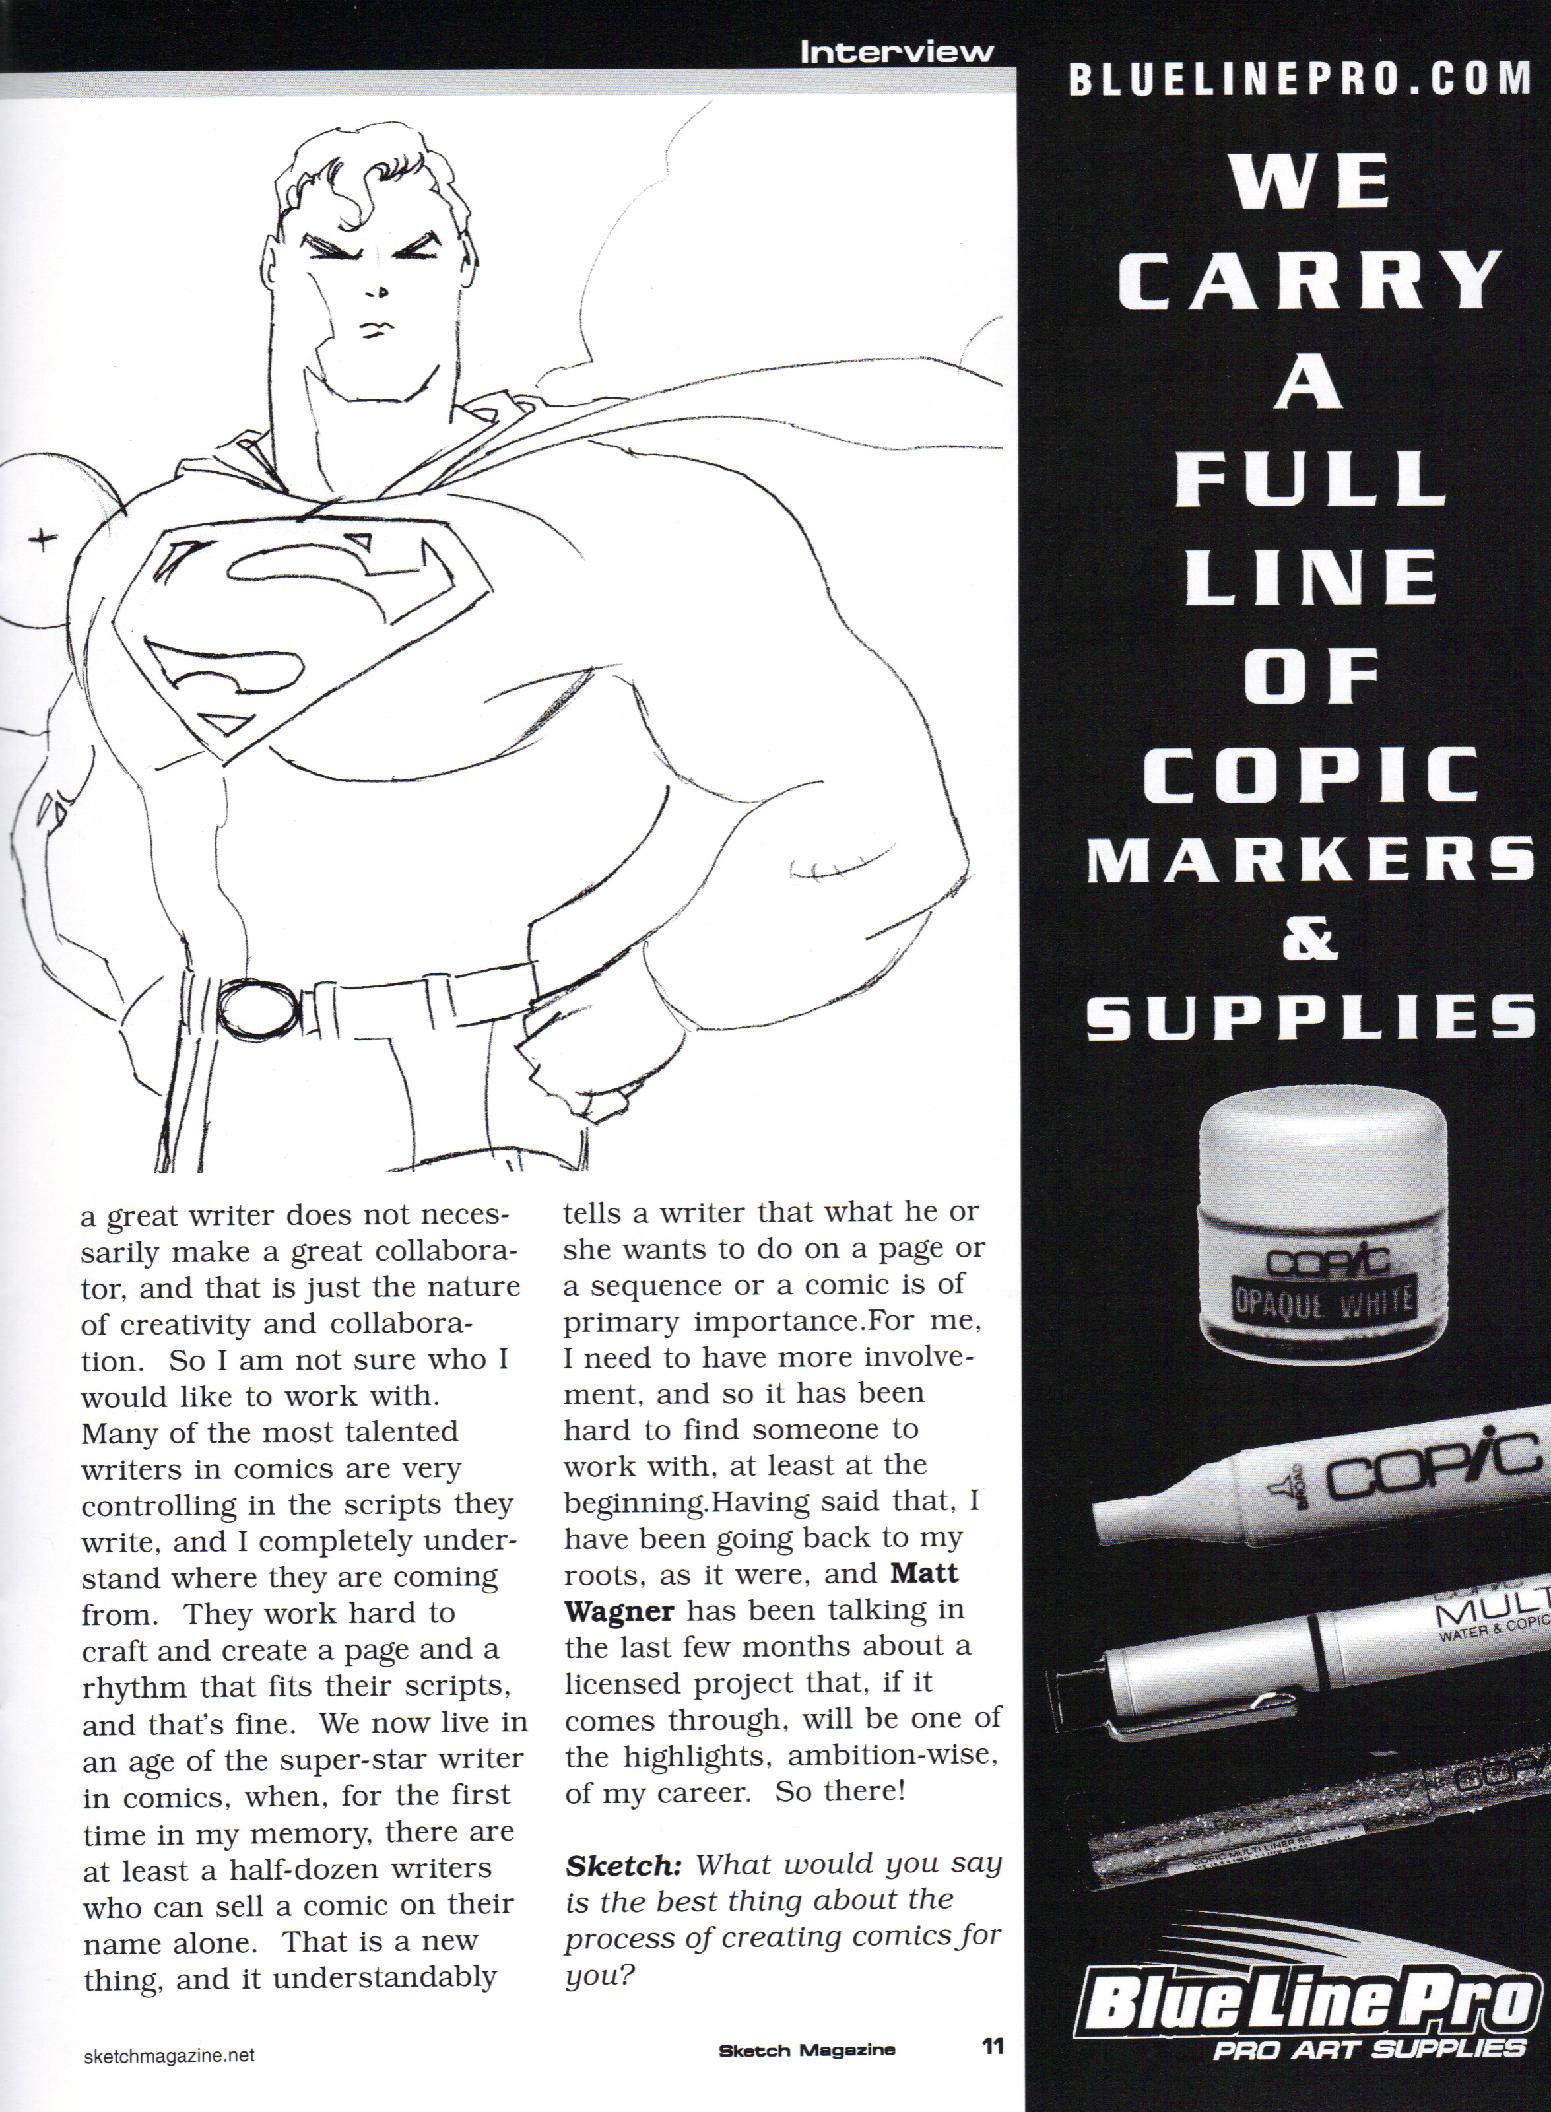 Interview
a great writer does not neces-
sarily make a great collabora-
tor, and that is just the nature
of creativity and collabora-
tion. So I am not sure who I
would like to work with.
Many of the most talented
writers in comics are very
controlling in the scripts they
write, and I completely under-
stand where they are coming
from. They work hard to
craft and create a page and a
rhythm that fits their scripts,
and that's fine. We now live in
an age of the super-star writer
in comics, when, for the first
time in my memory, there are
at least a half-dozen writers
who can sell a comic on their
name alone. That is a new
thing, and it understandably
tells a writer that what he or
she wants to do on a page or
a sequence or a comic is of
primary importance.For me,
I need to have more involve-
ment, and so it has been
hard to find someone to
work with, at least at the
beginning.Having said that, I
have been going back to my
roots, as it were, and Matt
Wagner has been talking in
the last few months about a
licensed project that, if it
comes through, will be one of
the highlights, ambition-wise,
of my career. So there!
Sketch: What would you say
is the best thing about the
process of creating comics for
you?
sketchmagazine.net
Sketch Magazine 11
BLUELINEPRO.COM
WE
CARRY
A
FULL
LINE
OF
COPIC
MARKERS
&
SUPPLIES
COPIC
OPAQUE WHITE
BROAD
COPIC
MULT
WATER & COPIC
Blue Line Pro
PRO ART SUPPLIES